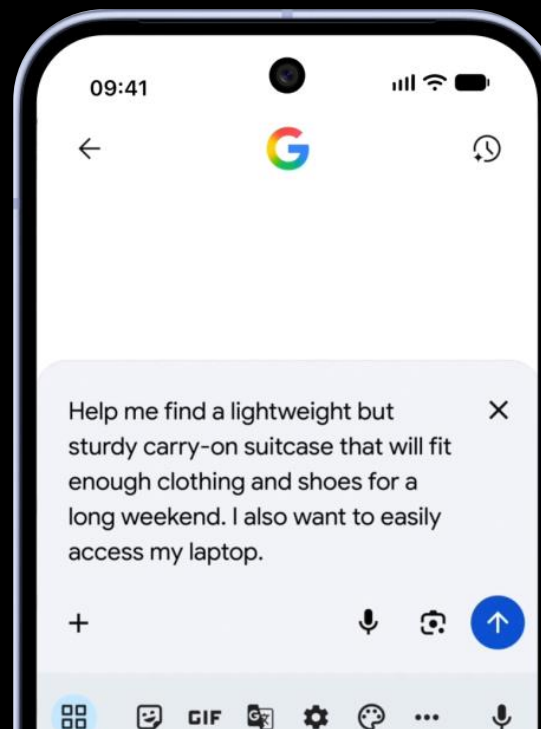 09:41
Help me find a lightweight but
sturdy carry-on suitcase that will fit
enough clothing and shoes for a
long weekend. I also want to easily
access my laptop.
GIF